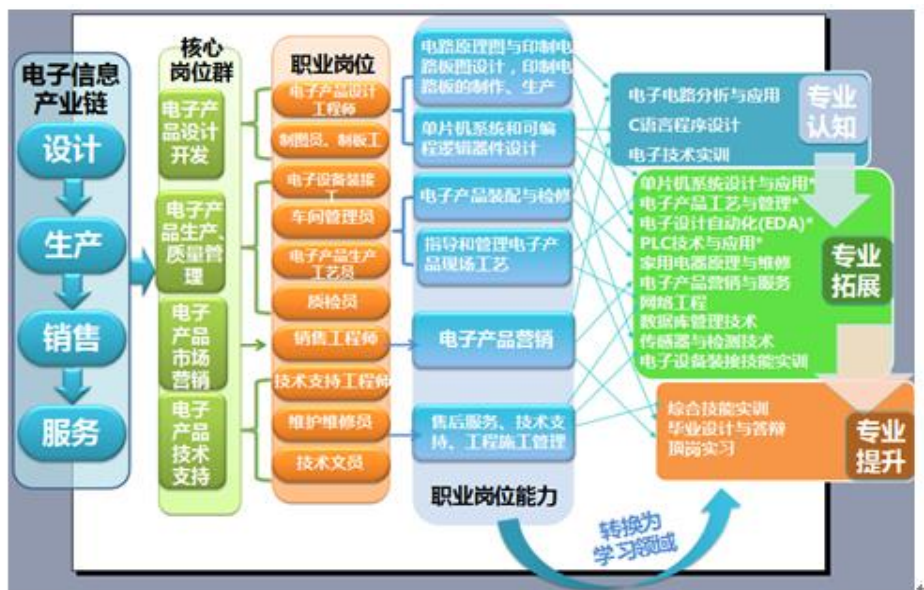 电子信息
产业链
设计
生产
销售
服务
核心
岗位群
电子产
品设计
开发
电子产
品生产、
质量管
理
电子
产品
市场
营销
电子
产品
技术
支持
职业岗位
电子产品设计
工程师
制图员、制板工
电子设备装接
工
车间管理员
电子产品生产
工艺员
质检员
销售工程师
技术支持工程师
维护维修员
技术文员
电路原理图与印制电
路板图设计，印制电
路板的制作、生产
单片机系统和可编
程逻辑器件设计
电子产品装配与检修
指导和管理电子产
品现场工艺
电子产品营销
售后服务、技术支
持、工程施工管理
职业岗位能力
转换为
学习领域
电子电路分析与应用
C语言程序设计
电子技术实训
专业
认知
单片机系统设计与应用*
电子产品工艺与管理*
电子设计自动化(EDA)*
PLC技术与应用*
家用电器原理与维修
电子产品营销与服务
网络工程
数据库管理技术
传感器与检测技术
电子设备装接技能实训
专业
拓展
综合技能实训
毕业设计与答辩
顶岗实习
专业
提升